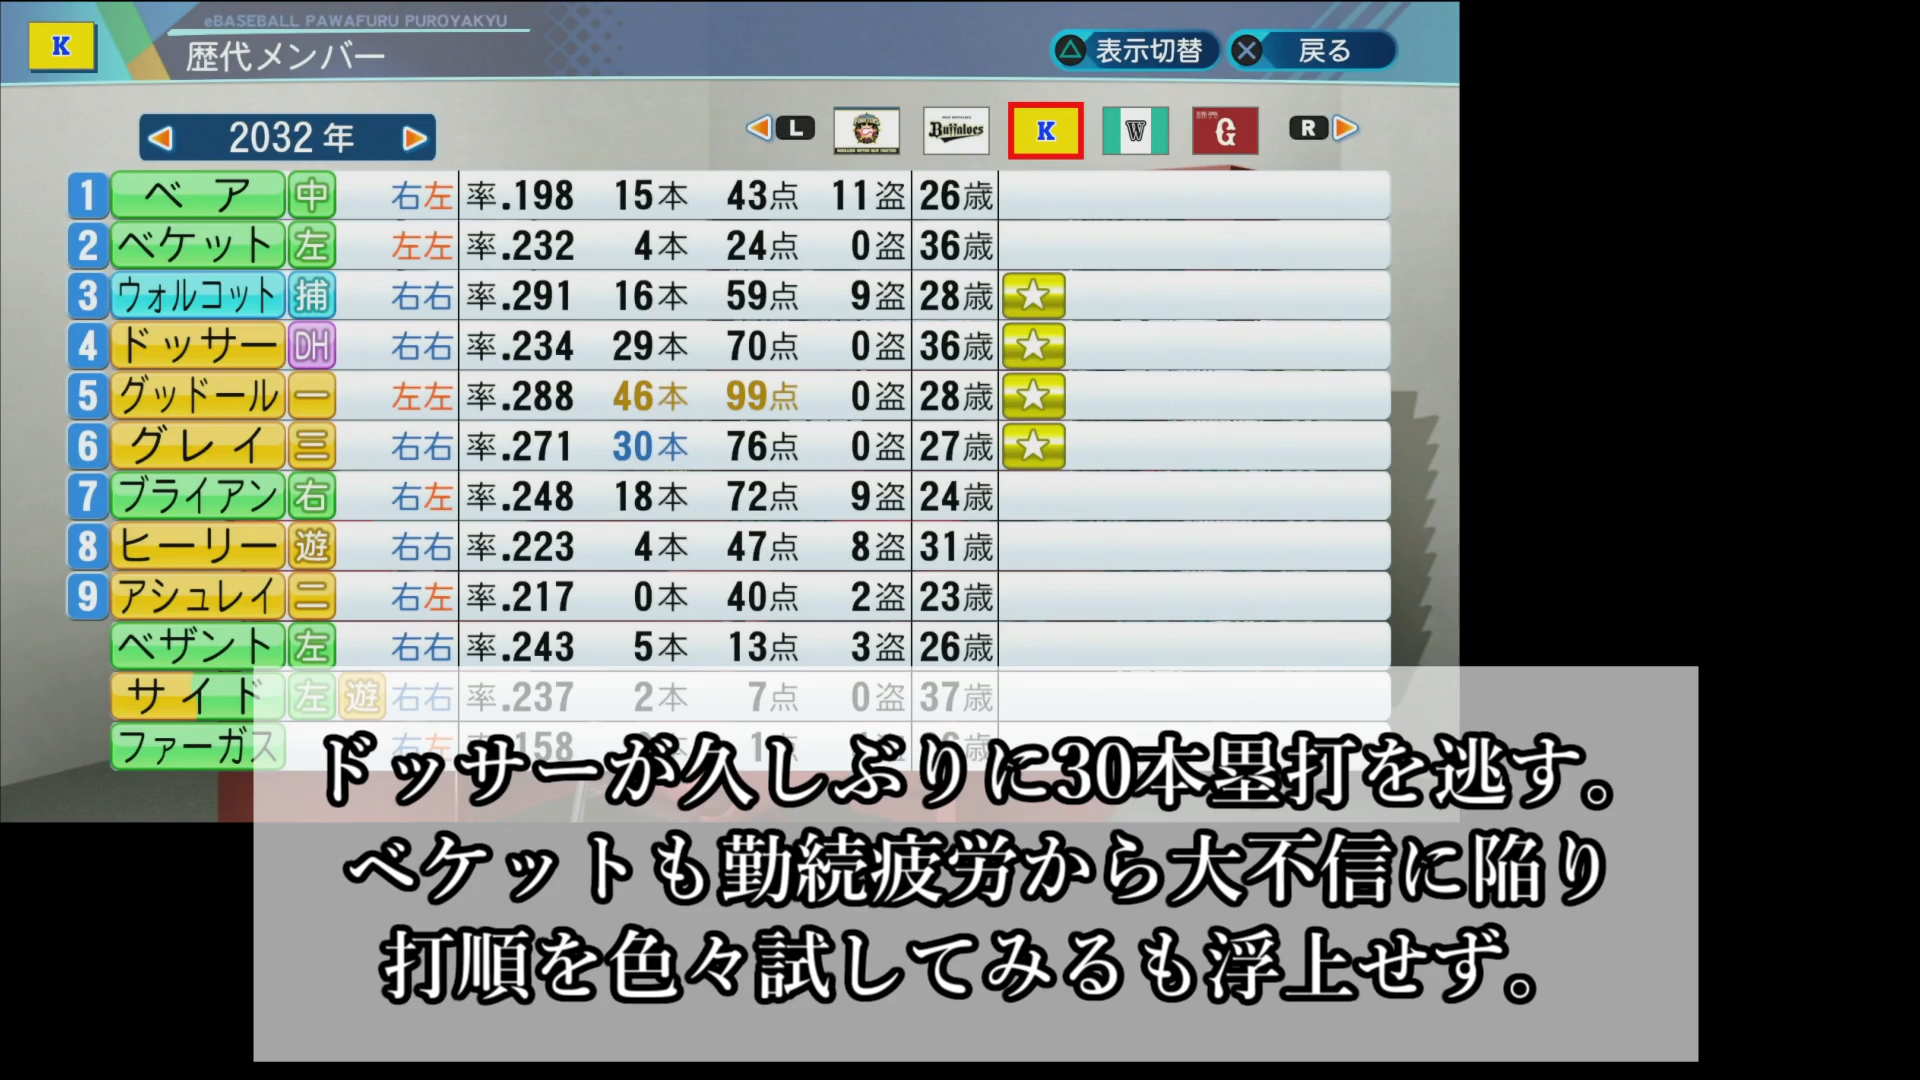 eBASEBALL PAWAFURU PUROYAKYU
K 歴代メンバー 表示切替 戻る
2032年 L Buffaloes K W G R
1 ベア 中 右左 率.198 15本 43点 11盗 26歳
2 ベケット 左 左左 率.232 4本 24点 0盗 36歳
3 ウォルコット 捕 右右 率.291 16本 59点 9盗 28歳
4 ドッサー DH 右右 率.234 29本 70点 0盗 36歳
5 グッドール 一 左左 率.288 46本 99点 0盗 28歳
6 グレイ 三 右右 率.271 30本 76点 0盗 27歳
7 ブライアン 右 右左 率.248 18本 72点 9盗 24歳
8 ヒーリー 遊 右右 率.223 4本 47点 8盗 31歳
9 アシュレイ 二 右左 率.217 0本 40点 2盗 23歳
ベザント 左 右右 率.243 5本 13点 3盗 26歳
サイド 左 遊 右右 率.237 2本 7点 0盗 37歳
ファーガス 右左 率.158 1点
ドッサーが久しぶりに30本塁打を逃す。
ベケットも勤続疲労から大不信に陥り
打順を色々試してみるも浮上せず。